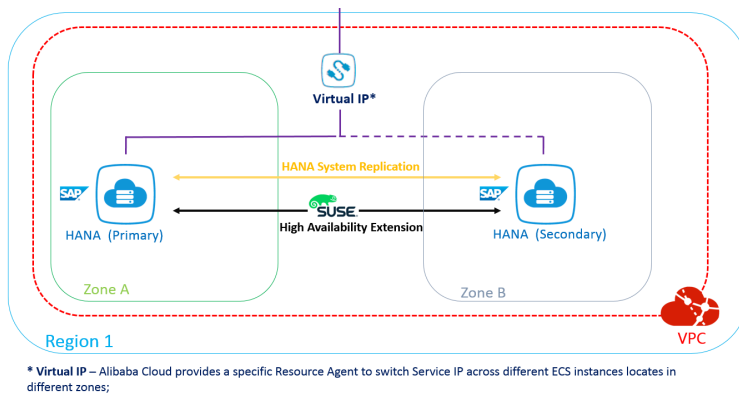 Virtual IP*
HANA System Replication
SAP
SAP
SUSE
HANA (Primary)
High Availability Extension
HANA (Secondary)
Zone A
Zone B
Region 1
VPC
* Virtual IP – Alibaba Cloud provides a specific Resource Agent to switch Service IP across different ECS instances locates in
different zones;